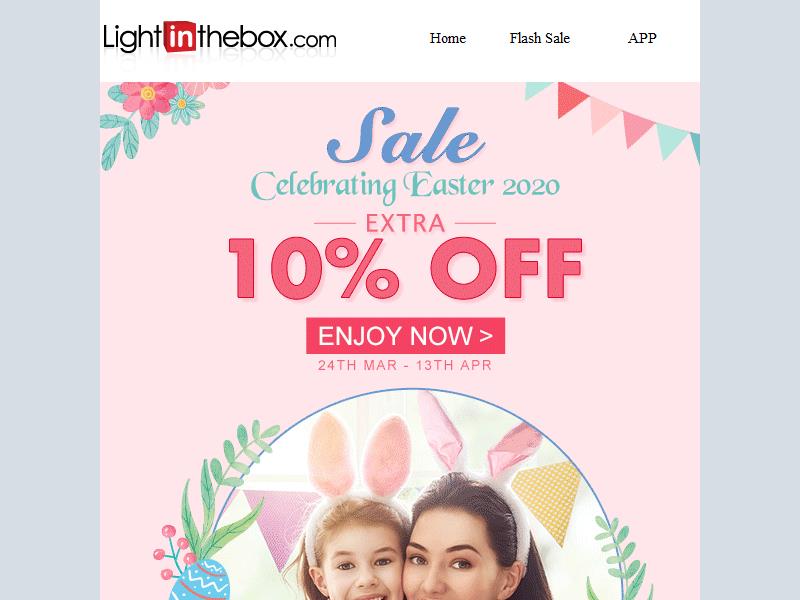 Lightinthebox.com
Home Flash Sale APP
Sale
Celebrating Easter 2020
EXTRA
10% OFF
ENJOY NOW >
24TH MAR - 13TH APR